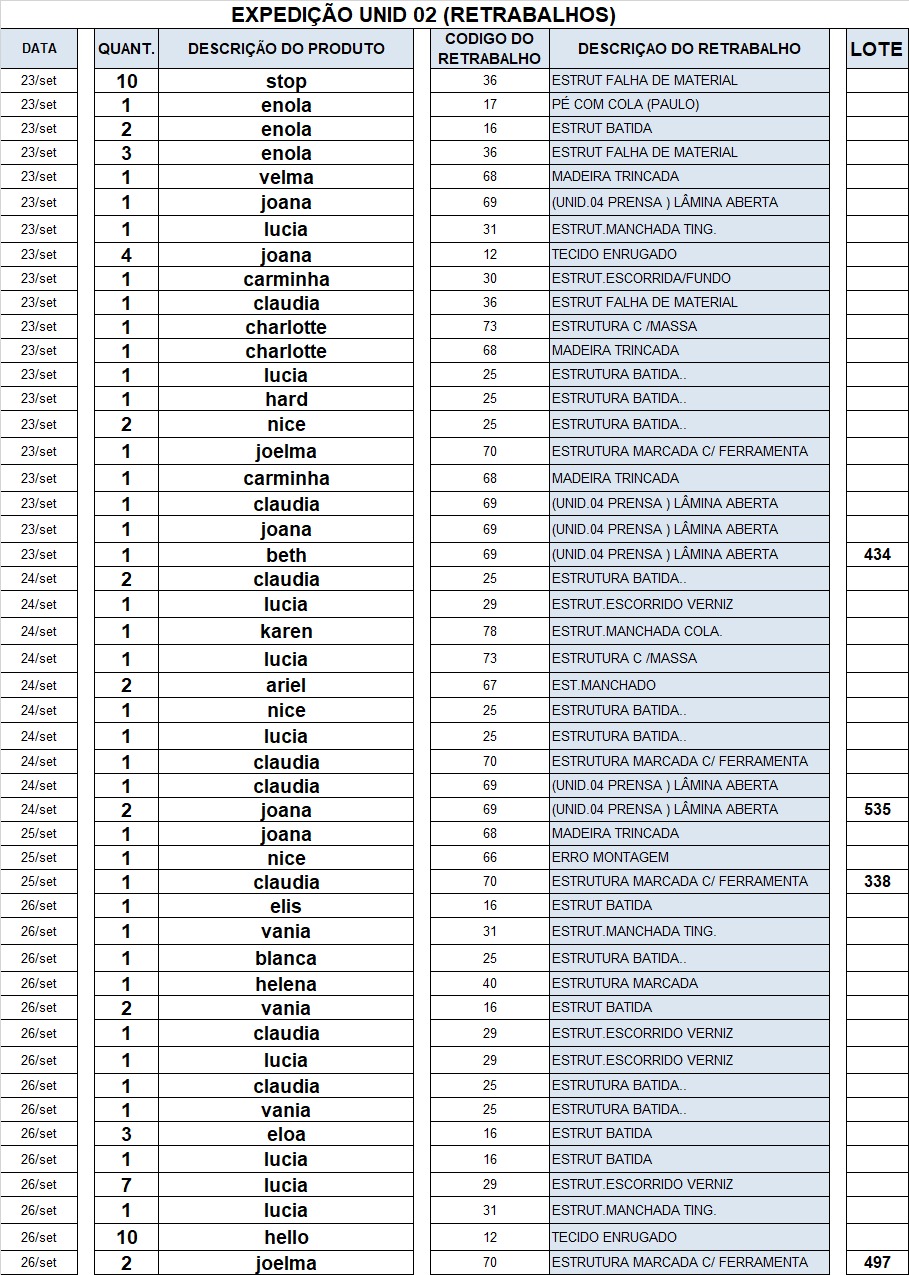 EXPEDIÇÃO UNID 02 (RETRABALHOS)
DATA QUANT. DESCRIÇÃO DO PRODUTO CODIGO DO RETRABALHO DESCRIÇAO DO RETRABALHO LOTE
23/set 10 stop 36 ESTRUT FALHA DE MATERIAL
23/set 1 enola 17 PÉ COM COLA (PAULO)
23/set 2 enola 16 ESTRUT BATIDA
23/set 3 enola 36 ESTRUT FALHA DE MATERIAL
23/set 1 velma 68 MADEIRA TRINCADA
23/set 1 joana 69 (UNID.04 PRENSA ) LÂMINA ABERTA
23/set 1 lucia 31 ESTRUT.MANCHADA TING.
23/set 4 joana 12 TECIDO ENRUGADO
23/set 1 carminha 30 ESTRUT.ESCORRIDA/FUNDO
23/set 1 claudia 36 ESTRUT FALHA DE MATERIAL
23/set 1 charlotte 73 ESTRUTURA C /MASSA
23/set 1 charlotte 68 MADEIRA TRINCADA
23/set 1 lucia 25 ESTRUTURA BATIDA..
23/set 1 hard 25 ESTRUTURA BATIDA..
23/set 2 nice 25 ESTRUTURA BATIDA..
23/set 1 joelma 70 ESTRUTURA MARCADA C/ FERRAMENTA
23/set 1 carminha 68 MADEIRA TRINCADA
23/set 1 claudia 69 (UNID.04 PRENSA ) LÂMINA ABERTA
23/set 1 joana 69 (UNID.04 PRENSA ) LÂMINA ABERTA
23/set 1 beth 69 (UNID.04 PRENSA ) LÂMINA ABERTA 434
24/set 2 claudia 25 ESTRUTURA BATIDA..
24/set 1 lucia 29 ESTRUT.ESCORRIDO VERNIZ
24/set 1 karen 78 ESTRUT.MANCHADA COLA.
24/set 1 lucia 73 ESTRUTURA C /MASSA
24/set 2 ariel 67 EST.MANCHADO
24/set 1 nice 25 ESTRUTURA BATIDA..
24/set 1 lucia 25 ESTRUTURA BATIDA..
24/set 1 claudia 70 ESTRUTURA MARCADA C/ FERRAMENTA
24/set 1 claudia 69 (UNID.04 PRENSA ) LÂMINA ABERTA
24/set 2 joana 69 (UNID.04 PRENSA ) LÂMINA ABERTA 535
25/set 1 joana 68 MADEIRA TRINCADA
25/set 1 nice 66 ERRO MONTAGEM
25/set 1 claudia 70 ESTRUTURA MARCADA C/ FERRAMENTA 338
26/set 1 elis 16 ESTRUT BATIDA
26/set 1 vania 31 ESTRUT.MANCHADA TING.
26/set 1 blanca 25 ESTRUTURA BATIDA..
26/set 1 helena 40 ESTRUTURA MARCADA
26/set 2 vania 16 ESTRUT BATIDA
26/set 1 claudia 29 ESTRUT.ESCORRIDO VERNIZ
26/set 1 lucia 29 ESTRUT.ESCORRIDO VERNIZ
26/set 1 claudia 25 ESTRUTURA BATIDA..
26/set 1 vania 25 ESTRUTURA BATIDA..
26/set 3 eloa 16 ESTRUT BATIDA
26/set 1 lucia 16 ESTRUT BATIDA
26/set 7 lucia 29 ESTRUT.ESCORRIDO VERNIZ
26/set 1 lucia 31 ESTRUT.MANCHADA TING.
26/set 10 hello 12 TECIDO ENRUGADO
26/set 2 joelma 70 ESTRUTURA MARCADA C/ FERRAMENTA 497